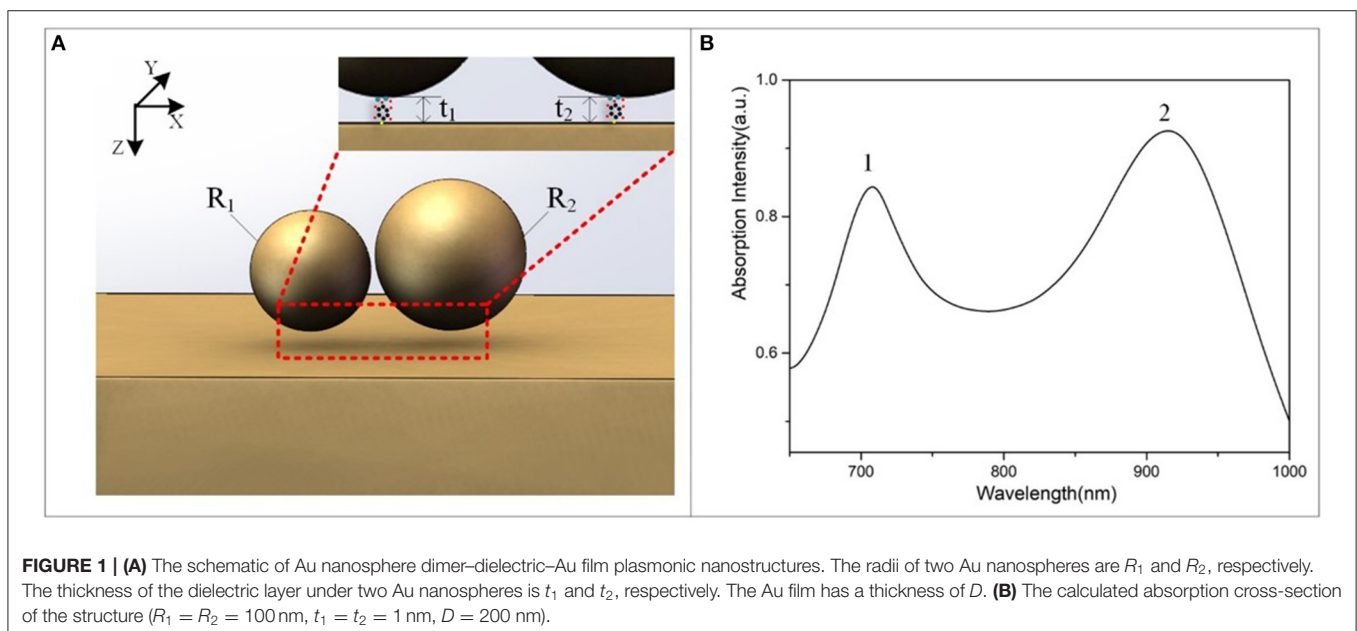 A
B
Y
X
Z
t₁
t₂
R₁
R₂
1.0
0.8
0.6
Absorption Intensity(a.u.)
1
2
700
800
900
1000
Wavelength(nm)
FIGURE 1 | (A) The schematic of Au nanosphere dimer–dielectric–Au film plasmonic nanostructures. The radii of two Au nanospheres are R₁ and R₂, respectively.
The thickness of the dielectric layer under two Au nanospheres is t₁ and t₂, respectively. The Au film has a thickness of D. (B) The calculated absorption cross-section
of the structure (R₁ = R₂ = 100 nm, t₁ = t₂ = 1 nm, D = 200 nm).